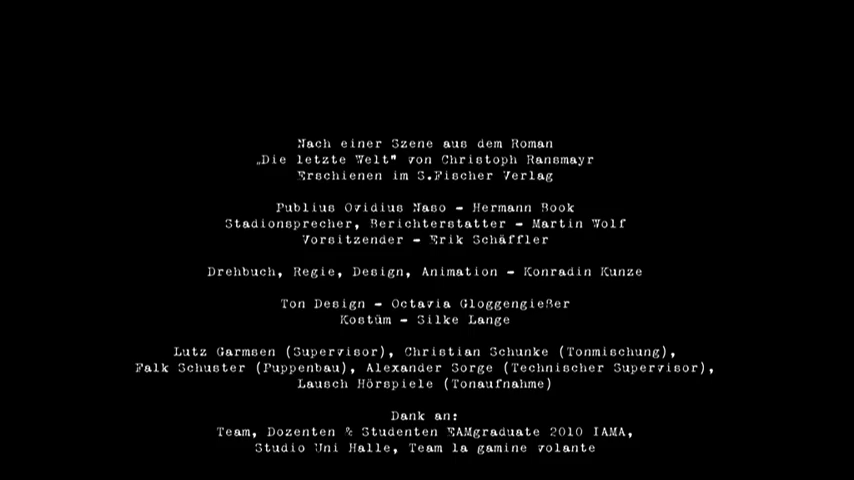 Nach einer Szene aus dem Roman
„Die letzte Welt" von Christoph Ransmayr
Erschienen im S.Fischer Verlag
Publius Ovidius Naso - Hermann Book
Stadionsprecher, Berichterstatter - Martin Wolf
Vorsitzender - Erik Schäffler
Drehbuch, Regie, Design, Animation - Konradin Kunze
Ton Design - Octavia Gloggengießer
Kostüm - Silke Lange
Lutz Garmsen (Supervisor), Christian Schunke (Tonmischung),
Falk Schuster (Puppenbau), Alexander Sorge (Technischer Supervisor),
Lausch Hörspiele (Tonaufnahme)
Dank an:
Team, Dozenten & Studenten EAMgraduate 2010 IAMA,
Studio Uni Halle, Team la gamine volante